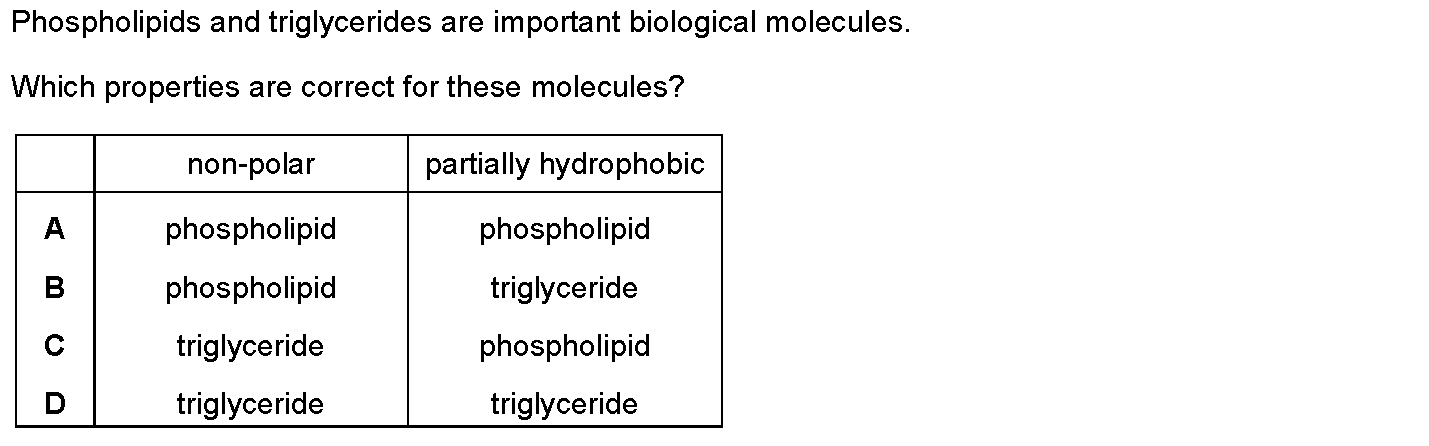 Phospholipids and triglycerides are important biological molecules.
Which properties are correct for these molecules?
non-polar partially hydrophobic
A phospholipid phospholipid
B phospholipid triglyceride
C triglyceride phospholipid
D triglyceride triglyceride